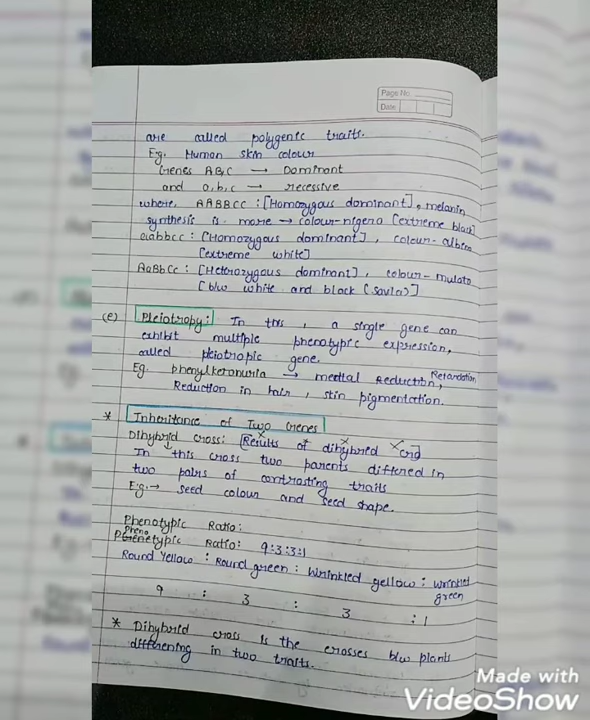 Page No.
Date
are called polygenic traits.
Eg. Human skin colour
Genes A,B,C → Dominant
and a,b,c → recessive
where, AABBCC : [Homozygous dominant], melanin
synthesis is more → colour-nigero [extreme black]
aabbcc : [Homozygous dominant], colour-albino
[extreme white]
AaBbCc : [Heterozygous dominant], colour-mulato
[b/w white and black (Savla)]
(e) Pleiotropy: In this, a single gene can
exhibit multiple phenotypic expression,
called pleiotropic gene.
Eg. phenylketonuria → mental Reduction, Retardation
Reduction in hair, skin pigmentation.
* Inheritance of Two Genes
Dihybrid cross: [Results of dihybrid
In this cross two parents differed in
two pairs of contrasting traits
E.g.→ seed colour and seed shape.
Phenotypic Ratio:
Pheno
Ratio: 9:3:3:1
Round Yellow : Round green : Wrinkled yellow : wrinkled
green
9 : 3 : 3 : 1
* Dihybrid cross is the crosses b/w plants
differening in two traits.
Made with
VideoShow